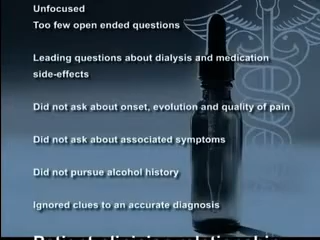 Unfocused
Too few open ended questions
Leading questions about dialysis and medication
side-effects
Did not ask about onset, evolution and quality of pain
Did not ask about associated symptoms
Did not pursue alcohol history
Ignored clues to an accurate diagnosis